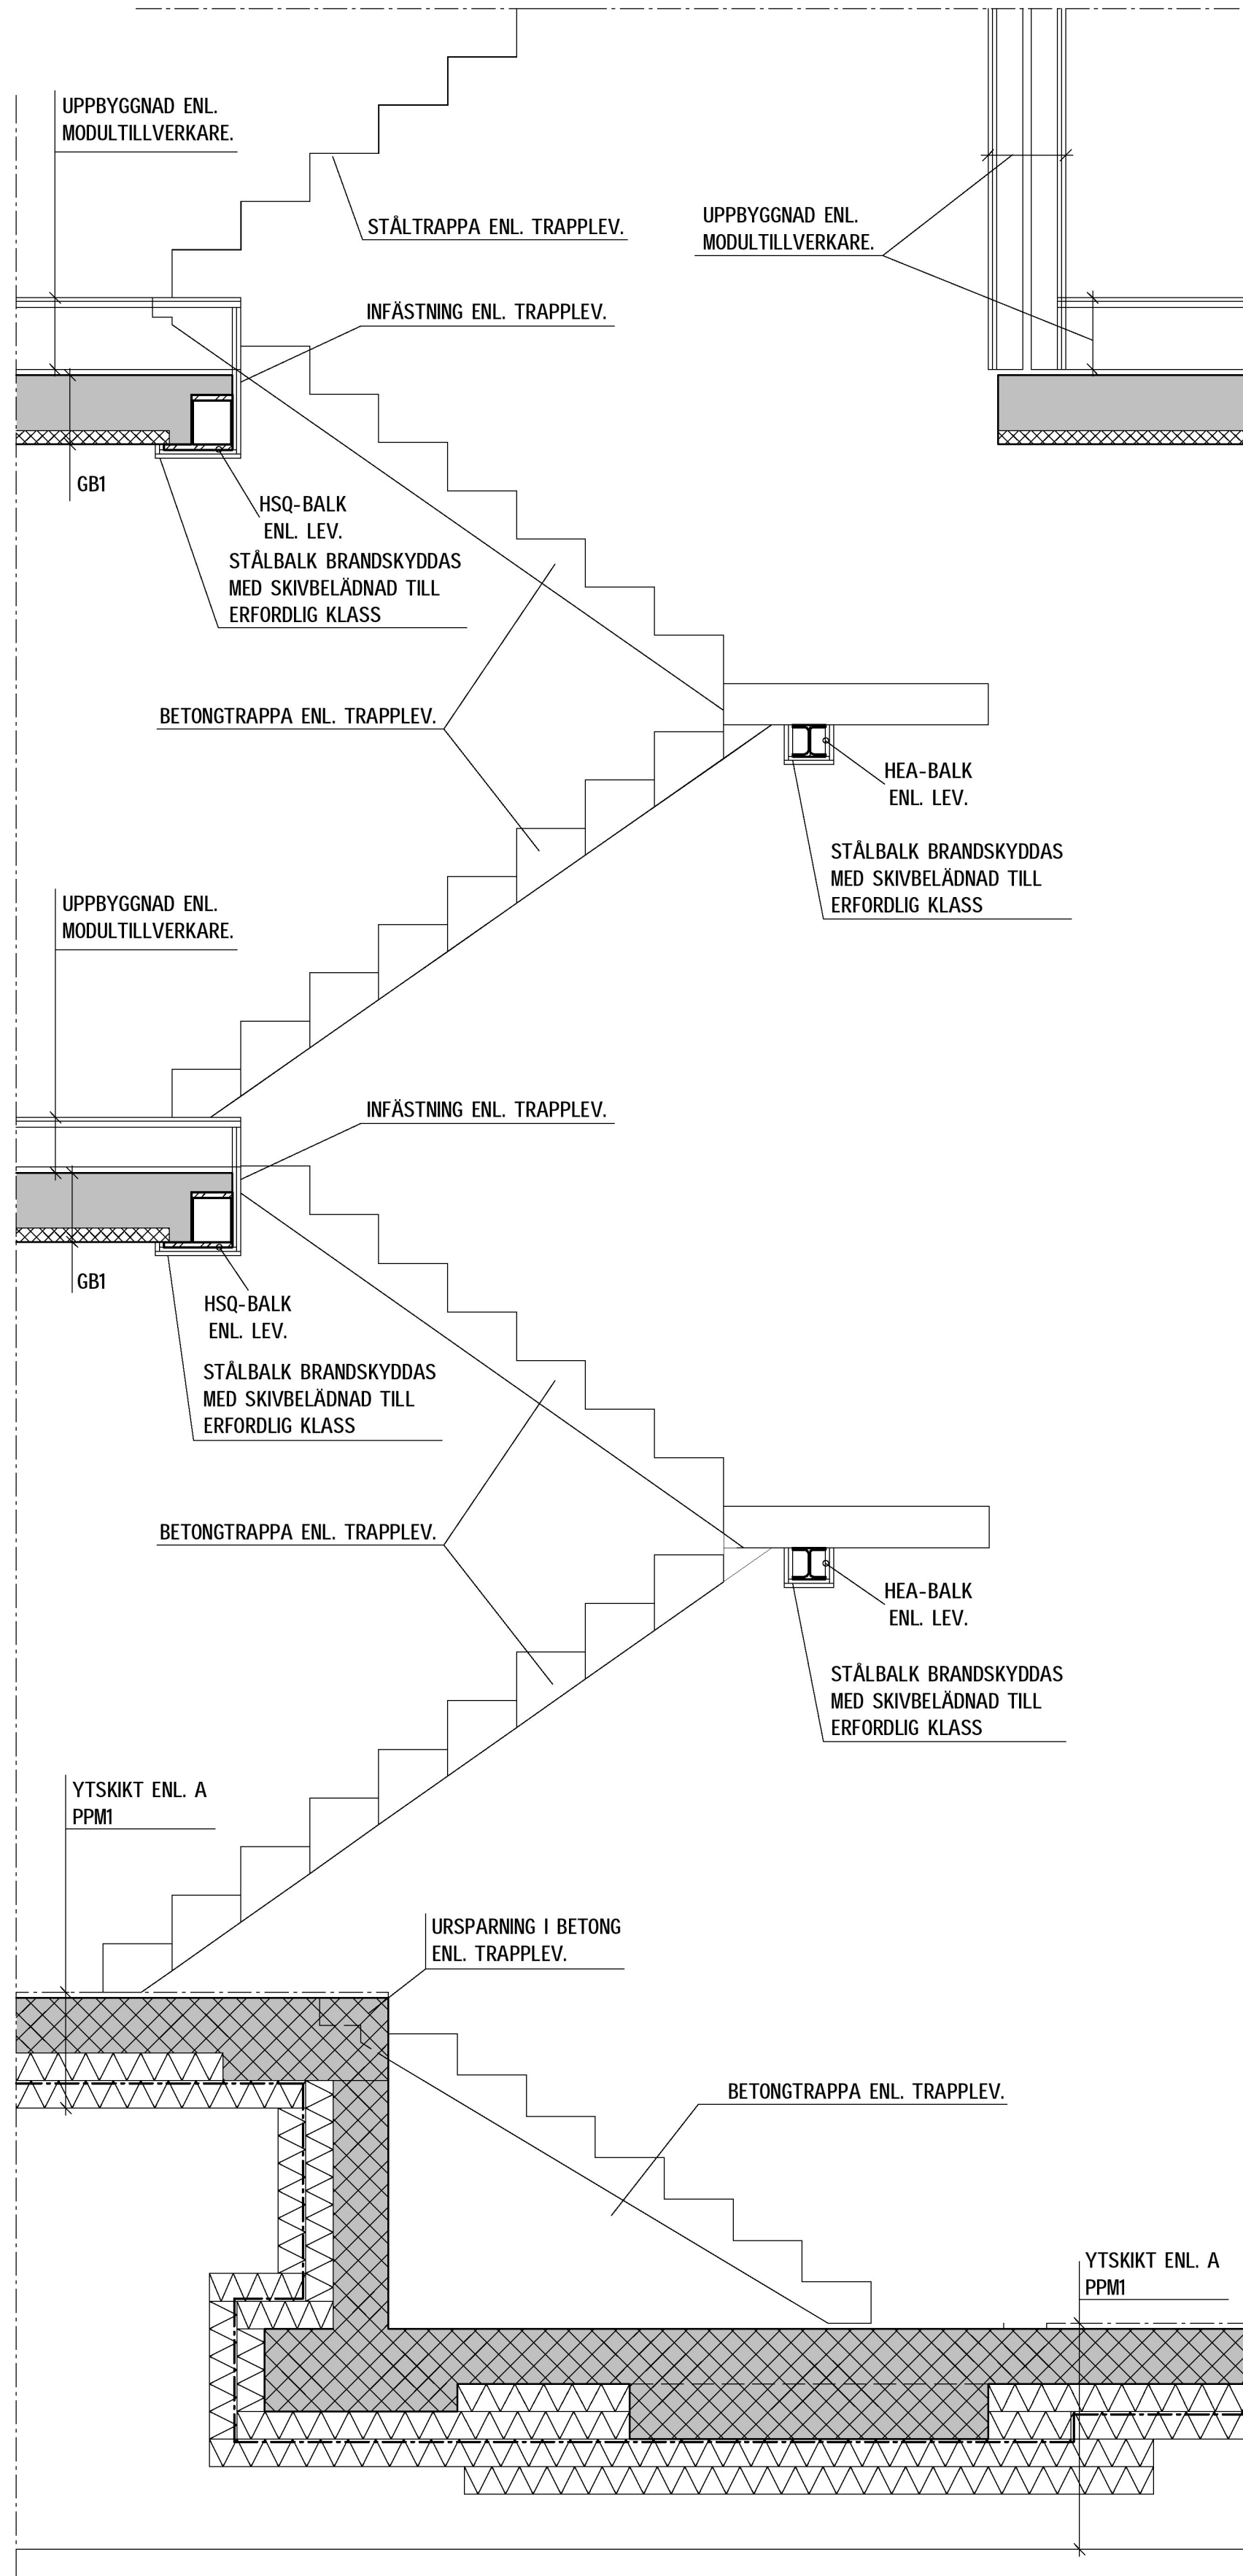 UPPBYGGNAD ENL.
MODULTILLVERKARE.
STÅLTRAPPA ENL. TRAPPLEV.
UPPBYGGNAD ENL.
MODULTILLVERKARE.
INFÄSTNING ENL. TRAPPLEV.
GB1
HSQ-BALK
ENL. LEV.
STÅLBALK BRANDSKYDDAS
MED SKIVBELÄDNAD TILL
ERFORDLIG KLASS
BETONGTRAPPA ENL. TRAPPLEV.
HEA-BALK
ENL. LEV.
STÅLBALK BRANDSKYDDAS
MED SKIVBELÄDNAD TILL
ERFORDLIG KLASS
UPPBYGGNAD ENL.
MODULTILLVERKARE.
INFÄSTNING ENL. TRAPPLEV.
GB1
HSQ-BALK
ENL. LEV.
STÅLBALK BRANDSKYDDAS
MED SKIVBELÄDNAD TILL
ERFORDLIG KLASS
BETONGTRAPPA ENL. TRAPPLEV.
HEA-BALK
ENL. LEV.
STÅLBALK BRANDSKYDDAS
MED SKIVBELÄDNAD TILL
ERFORDLIG KLASS
YTSKIKT ENL. A
PPM1
URSPARNING I BETONG
ENL. TRAPPLEV.
BETONGTRAPPA ENL. TRAPPLEV.
YTSKIKT ENL. A
PPM1